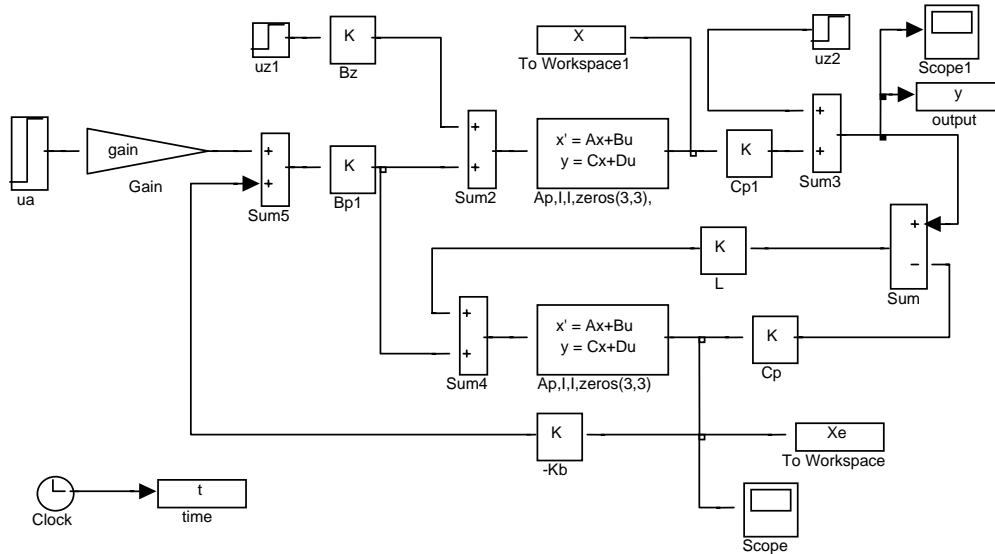 K
X
uz1
Bz
To Workspace1
uz2
Scope1
y
output
+
+
gain
+
+
x' = Ax+Bu
y = Cx+Du
K
+
+
K
ua
Gain
Sum5
Bp1
Sum2
Ap,I,I,zeros(3,3),
Cp1
Sum3
K
+
−
L
Sum
+
+
x' = Ax+Bu
y = Cx+Du
K
Sum4
Ap,I,I,zeros(3,3)
Cp
K
-Kb
Xe
To Workspace
t
Clock
time
Scope